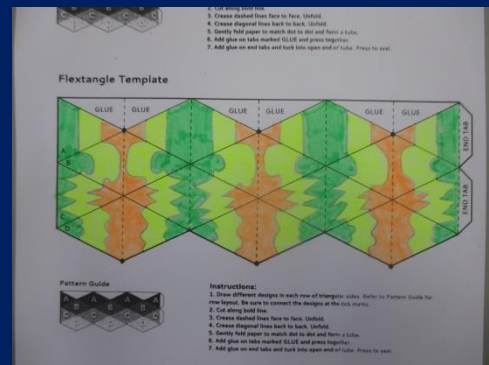 A C A C A C
2. Cut along bold line.
3. Crease dashed lines face to face. Unfold.
4. Crease diagonal lines back to back. Unfold.
5. Gently fold paper to match dot to dot and form a tube.
6. Add glue on tabs marked GLUE and press together.
7. Add glue on end tabs and tuck into open end of tube. Press to seal.
Flextangle Template
GLUE GLUE GLUE GLUE GLUE GLUE
END TAB
A
B
END TAB
C
D
Pattern Guide
A A A A
B B B
C C C
Instructions:
1. Draw different designs in each row of triangular sides. Refer to Pattern Guide for
row layout. Be sure to connect the designs at the tick marks.
2. Cut along bold line.
3. Crease dashed lines face to face. Unfold.
4. Crease diagonal lines back to back. Unfold.
5. Gently fold paper to match dot to dot and form a tube.
6. Add glue on tabs marked GLUE and press together.
7. Add glue on end tabs and tuck into open end of tube. Press to seal.